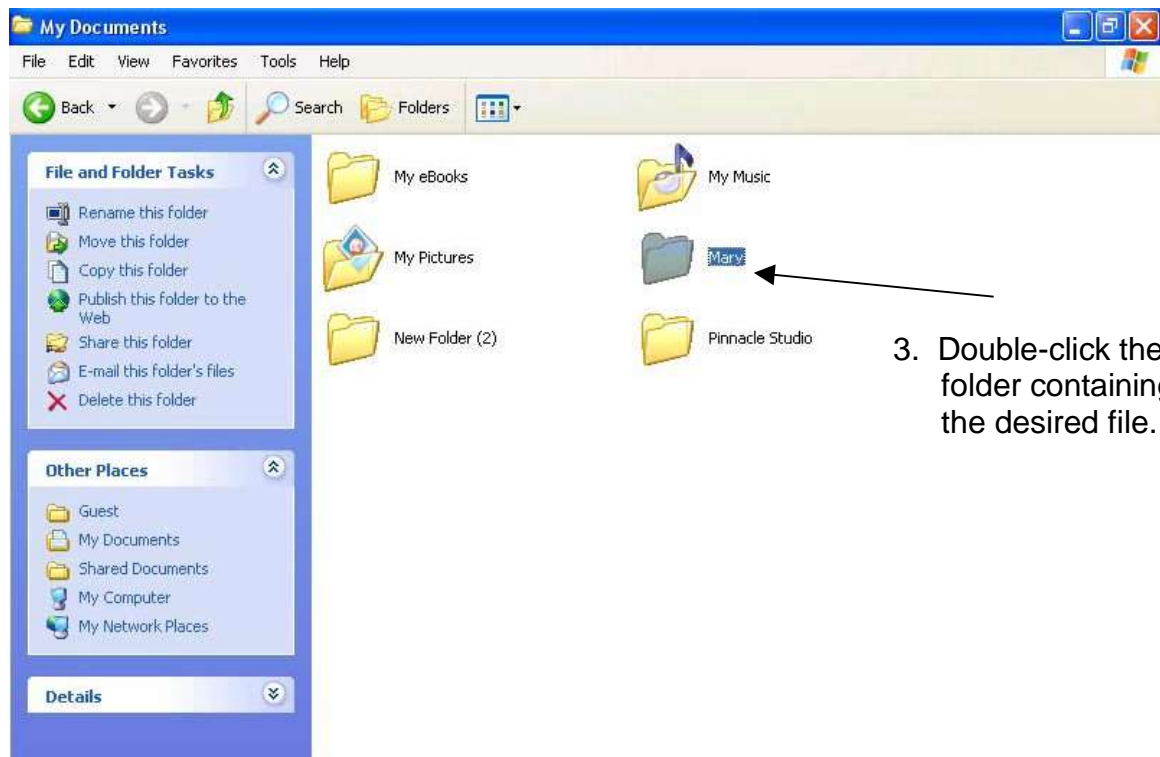 My Documents
File Edit View Favorites Tools Help
Back Search Folders
File and Folder Tasks
Rename this folder
Move this folder
Copy this folder
Publish this folder to the
Web
Share this folder
E-mail this folder's files
Delete this folder
Other Places
Guest
My Documents
Shared Documents
My Computer
My Network Places
Details
My eBooks
My Music
My Pictures
Mary
New Folder (2)
Pinnacle Studio
3. Double-click the
folder containing
the desired file.